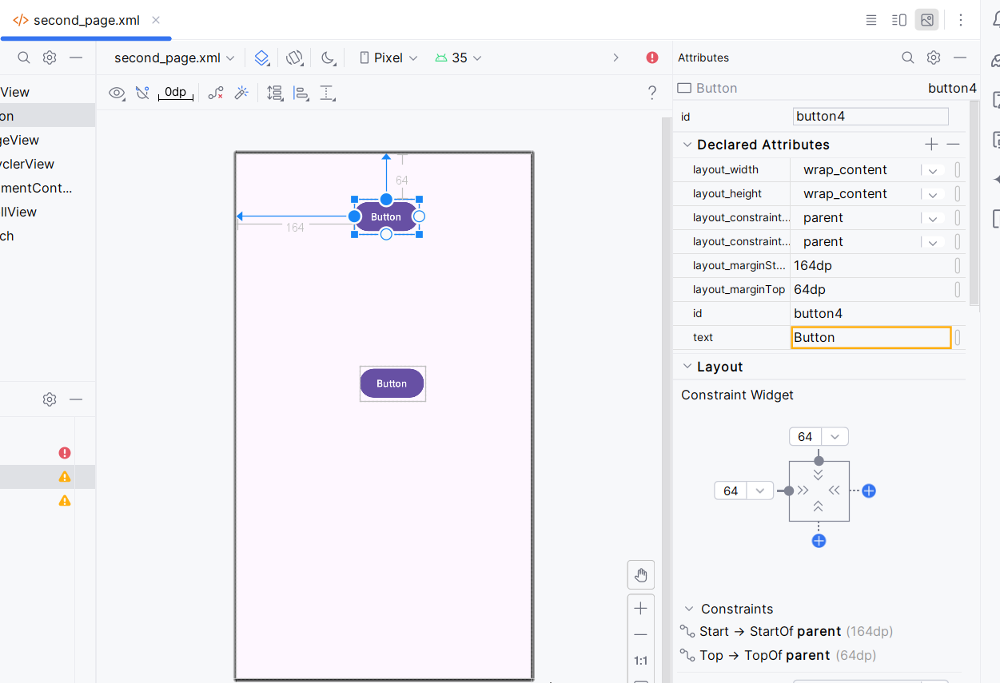 second_page.xml
second_page.xml
Pixel
35
Attributes
View
0dp
?
Button
button4
on
id
button4
geView
Declared Attributes
yclerView
layout_width
wrap_content
mentCont...
layout_height
wrap_content
llView
layout_constraint...
parent
ch
layout_constraint...
parent
layout_marginSt...
164dp
layout_marginTop
64dp
id
button4
text
Button
64
Button
164
Button
Layout
Constraint Widget
64
64
Constraints
Start → StartOf parent (164dp)
Top → TopOf parent (64dp)
1:1